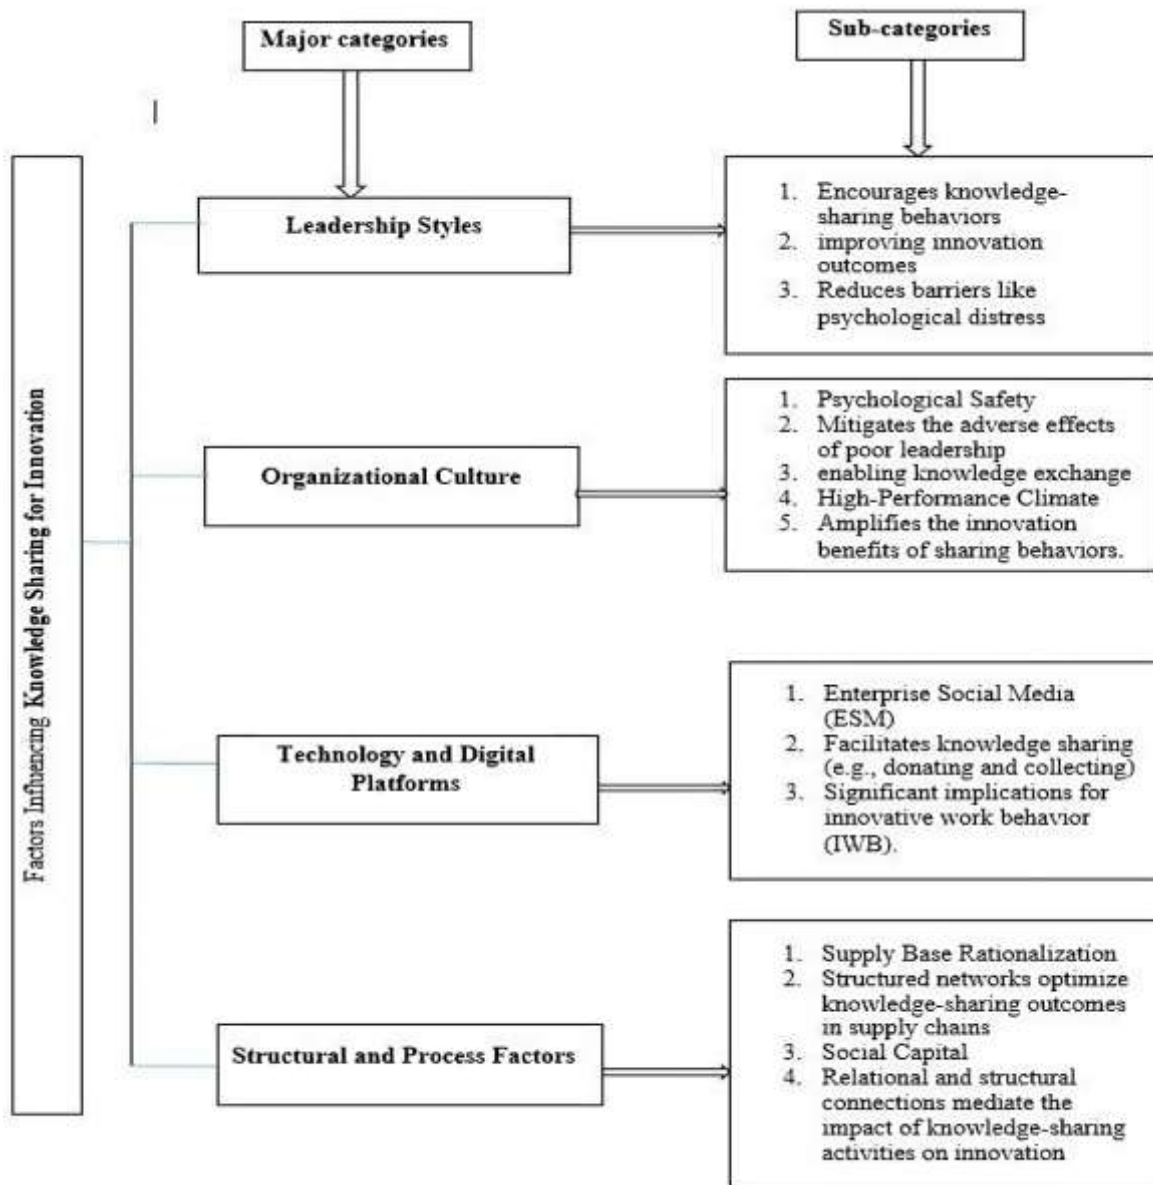 Major categories
Sub-categories
Factors Influencing Knowledge Sharing for Innovation
Leadership Styles
1. Encourages knowledge-
sharing behaviors
2. improving innovation
outcomes
3. Reduces barriers like
psychological distress
Organizational Culture
1. Psychological Safety
2. Mitigates the adverse effects
of poor leadership
3. enabling knowledge exchange
4. High-Performance Climate
5. Amplifies the innovation
benefits of sharing behaviors.
Technology and Digital
Platforms
1. Enterprise Social Media
(ESM)
2. Facilitates knowledge sharing
(e.g., donating and collecting)
3. Significant implications for
innovative work behavior
(IWB).
Structural and Process Factors
1. Supply Base Rationalization
2. Structured networks optimize
knowledge-sharing outcomes
in supply chains
3. Social Capital
4. Relational and structural
connections mediate the
impact of knowledge-sharing
activities on innovation